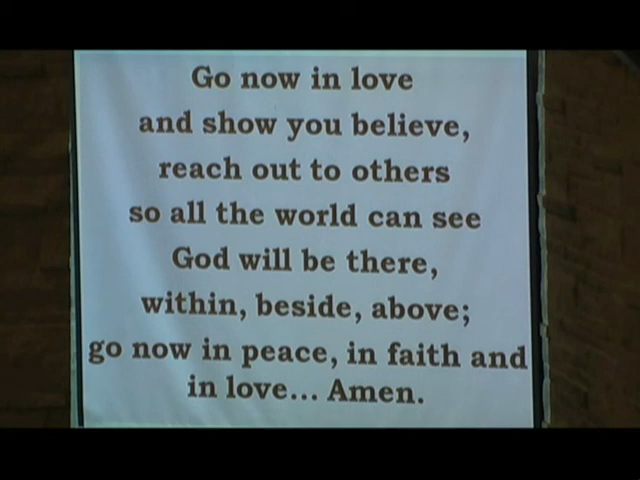 Go now in love
and show you believe,
reach out to others
so all the world can see
God will be there,
within, beside, above;
go now in peace, in faith and
in love... Amen.